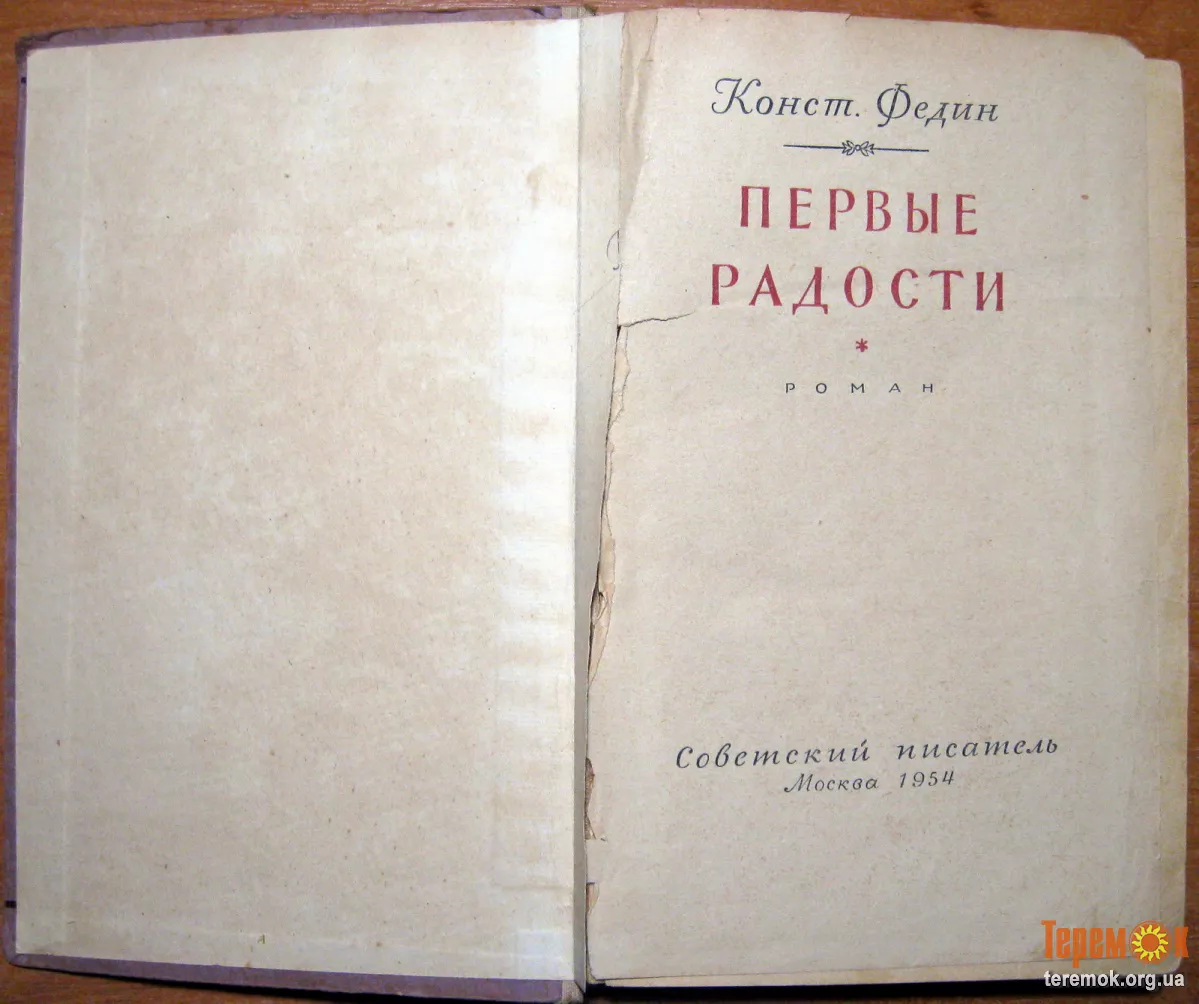 Конст. Федин
ПЕРВЫЕ
РАДОСТИ
*
РОМАН
Советский писатель
Москва 1954
Теремок
teremok.org.ua